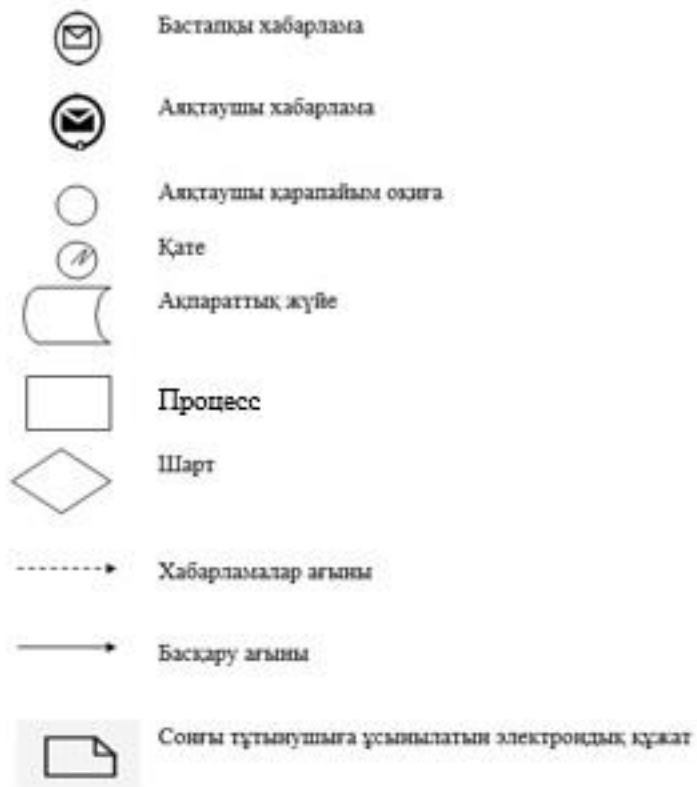 Бастапқы хабарлама
Аяқтаушы хабарлама
Аяқтаушы қарапайым оқиға
Қате
Ақпараттық жүйе
Процесс
Шарт
Хабарламалар ағыны
Басқару ағыны
Соңғы тұтынушыға ұсынылатын электрондық құжат